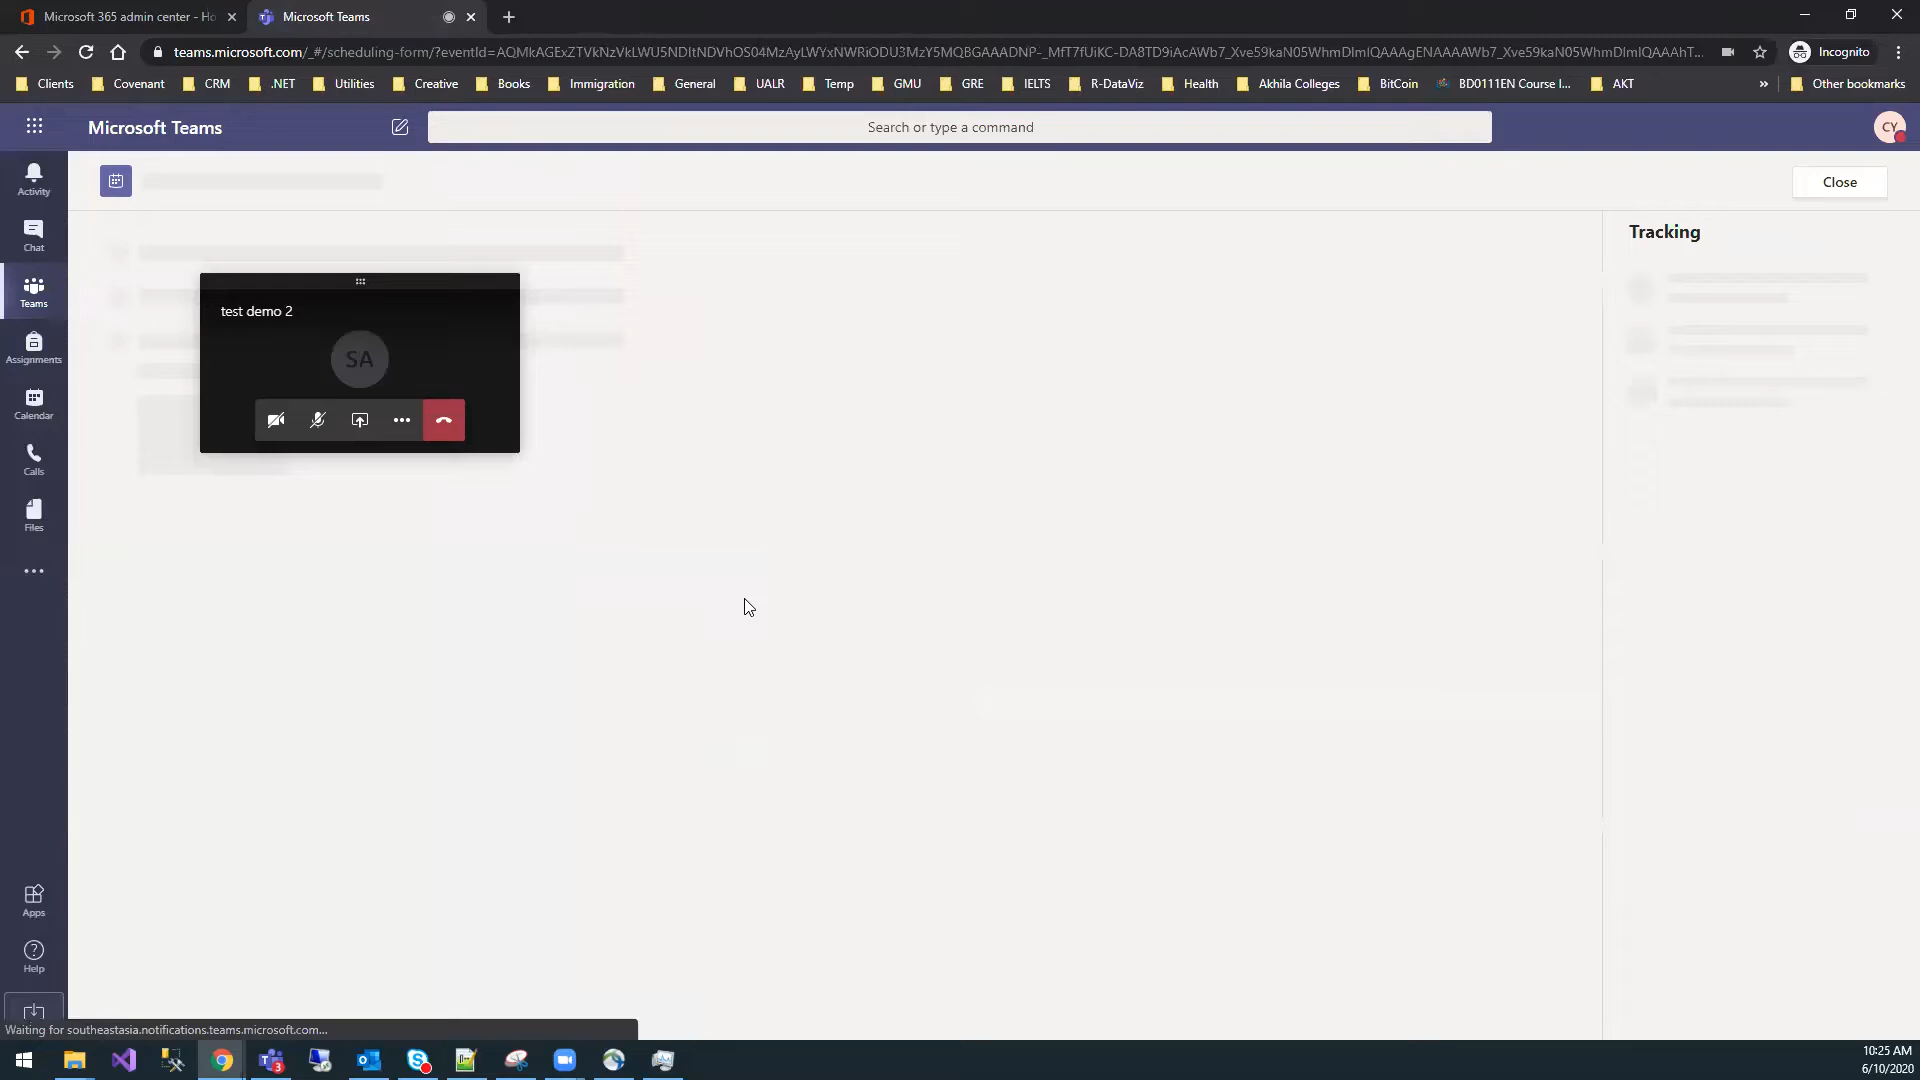 Microsoft 365 admin center - Ho
Microsoft Teams
teams.microsoft.com/_#/scheduling-form/?eventId=AQMkAGExZTVkNzVkLWU5NDItNDVhOS04MzAyLWYxNWRiODU3MzY5MQBGAAADNP-_MfT7fUiKC-DA8TD9iAcAWb7_Xve59kaN05WhmDlmIQAAAgENAAAAWb7_Xve59kaN05WhmDlmIQAAAhT...
Incognito
Clients Covenant CRM .NET Utilities Creative Books Immigration General UALR Temp GMU GRE IELTS R-DataViz Health Akhila Colleges BitCoin BD0111EN Course I... AKT » Other bookmarks
Microsoft Teams
Search or type a command
CY
Activity
Chat
Teams
Assignments
Calendar
Calls
Files
Apps
Help
Close
Tracking
test demo 2
SA
Waiting for southeastasia.notifications.teams.microsoft.com...
3
10:25 AM
6/10/2020